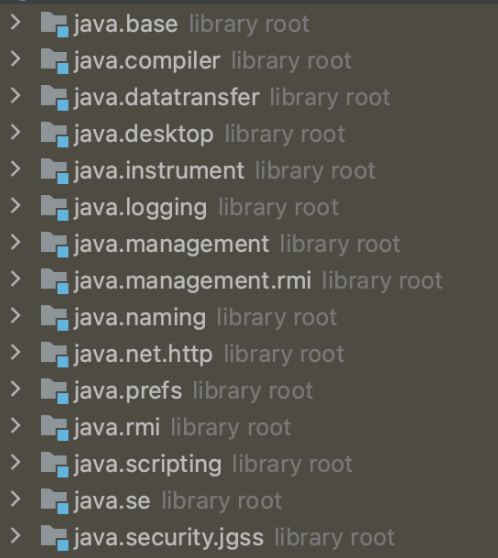 java.base library root
java.compiler library root
java.datatransfer library root
java.desktop library root
java.instrument library root
java.logging library root
java.management library root
java.management.rmi library root
java.naming library root
java.net.http library root
java.prefs library root
java.rmi library root
java.scripting library root
java.se library root
java.security.jgss library root